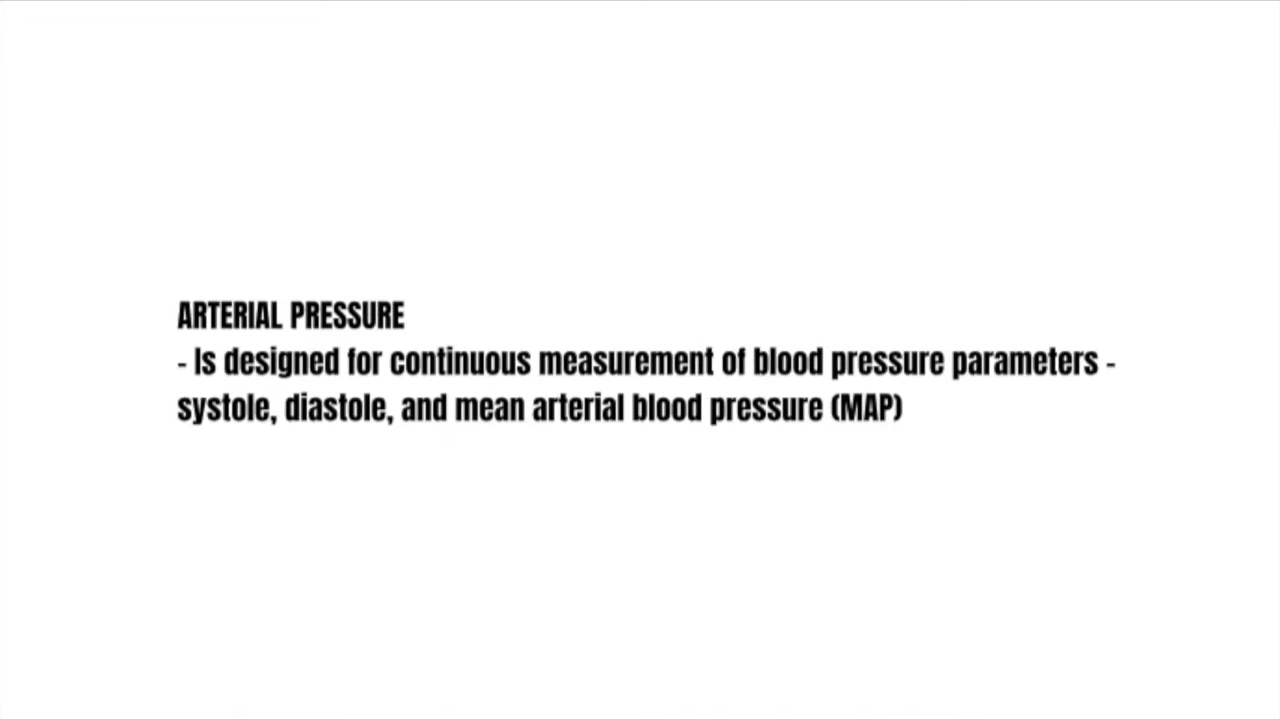 ARTERIAL PRESSURE
- Is designed for continuous measurement of blood pressure parameters -
systole, diastole, and mean arterial blood pressure (MAP)